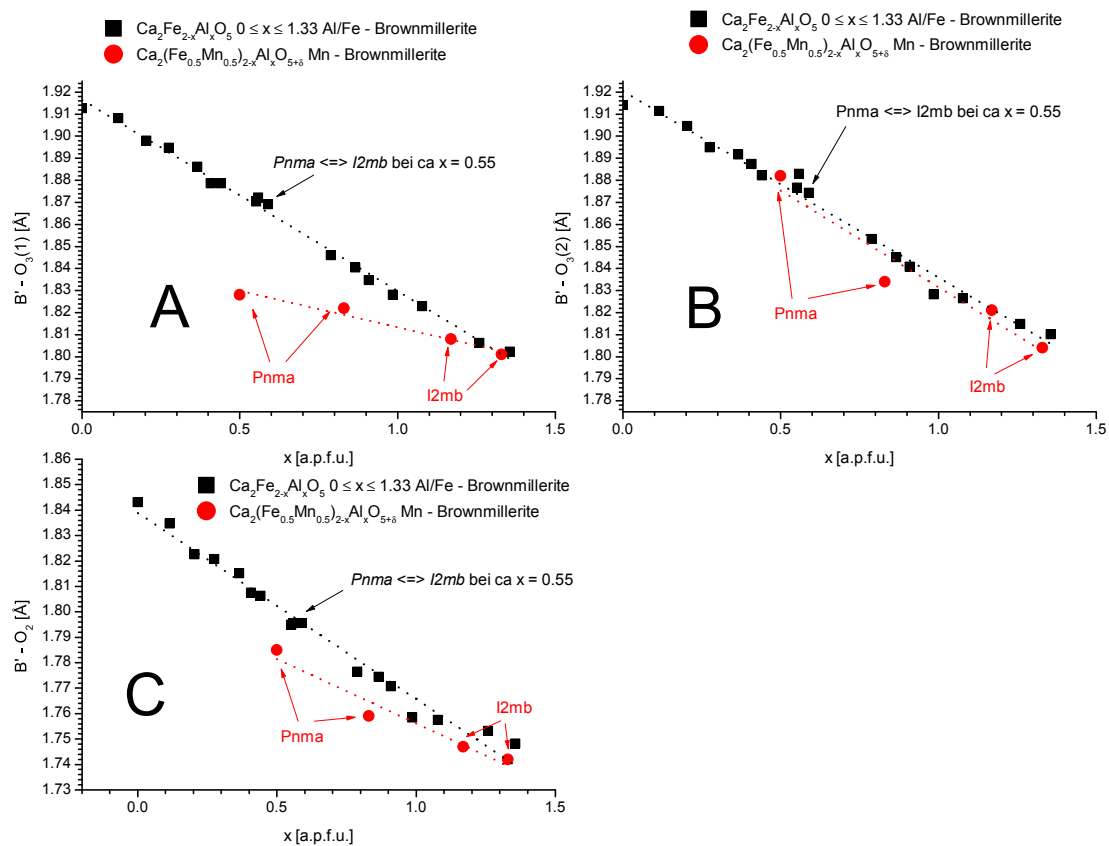 Ca₂Fe₂₋ₓAlₓO₅ 0 ≤ x ≤ 1.33 Al/Fe - Brownmillerite
Ca₂(Fe₀.₅Mn₀.₅)₂₋ₓAlₓO₅₊δ Mn - Brownmillerite
1.92
1.91
1.90
1.89
1.88
1.87
1.86
1.85
1.84
1.83
1.82
1.81
1.80
1.79
1.78
B' - O₃(1) [Å]
Pnma <=> I2mb bei ca x = 0.55
A
Pnma
I2mb
0.0 0.5 1.0 1.5
x [a.p.f.u.]
Ca₂Fe₂₋ₓAlₓO₅ 0 ≤ x ≤ 1.33 Al/Fe - Brownmillerite
Ca₂(Fe₀.₅Mn₀.₅)₂₋ₓAlₓO₅₊δ Mn - Brownmillerite
1.92
1.91
1.90
1.89
1.88
1.87
1.86
1.85
1.84
1.83
1.82
1.81
1.80
1.79
1.78
B' - O₃(2) [Å]
Pnma <=> I2mb bei ca x = 0.55
B
Pnma
I2mb
0.0 0.5 1.0 1.5
x [a.p.f.u.]
1.86
1.85
1.84
1.83
1.82
1.81
1.80
1.79
1.78
1.77
1.76
1.75
1.74
1.73
B' - O₂ [Å]
Ca₂Fe₂₋ₓAlₓO₅ 0 ≤ x ≤ 1.33 Al/Fe - Brownmillerite
Ca₂(Fe₀.₅Mn₀.₅)₂₋ₓAlₓO₅₊δ Mn - Brownmillerite
Pnma <=> I2mb bei ca x = 0.55
C
I2mb
Pnma
0.0 0.5 1.0 1.5
x [a.p.f.u.]